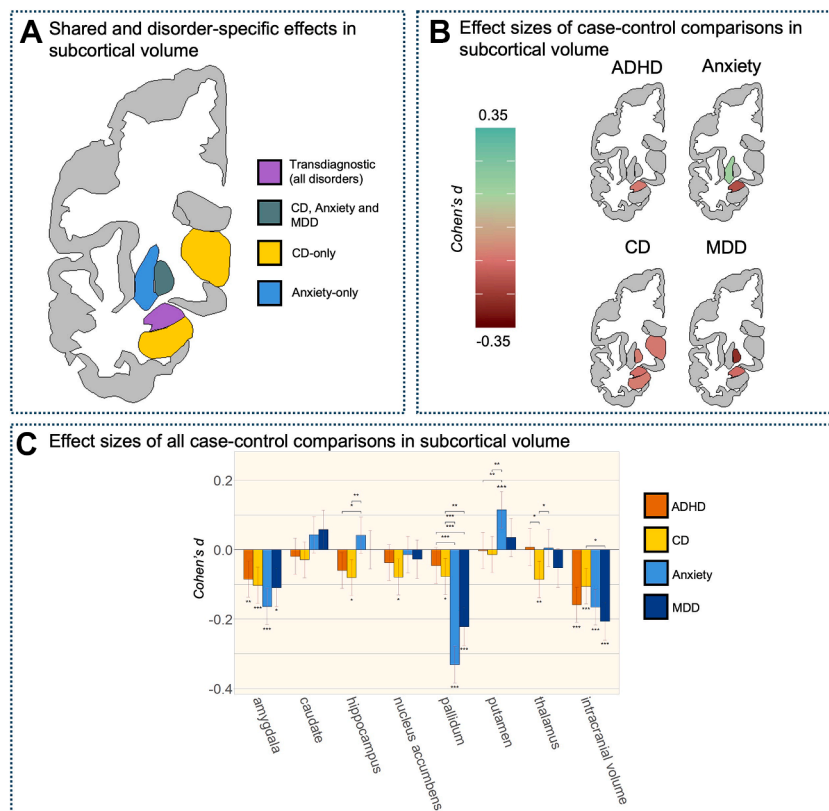 A Shared and disorder-specific effects in
subcortical volume
Transdiagnostic
(all disorders)
CD, Anxiety and
MDD
CD-only
Anxiety-only
B Effect sizes of case-control comparisons in
subcortical volume
ADHD Anxiety
0.35
Cohen's d
-0.35
CD MDD
C Effect sizes of all case-control comparisons in subcortical volume
Cohen's d
0.2
0.0
-0.2
-0.4
** *** *** *
* **
*
*
*** *** *** **
* *** ***
** **
***
* *
**
*
*** *** *** ***
amygdala
caudate
hippocampus
nucleus accumbens
pallidum
putamen
thalamus
intracranial volume
ADHD
CD
Anxiety
MDD